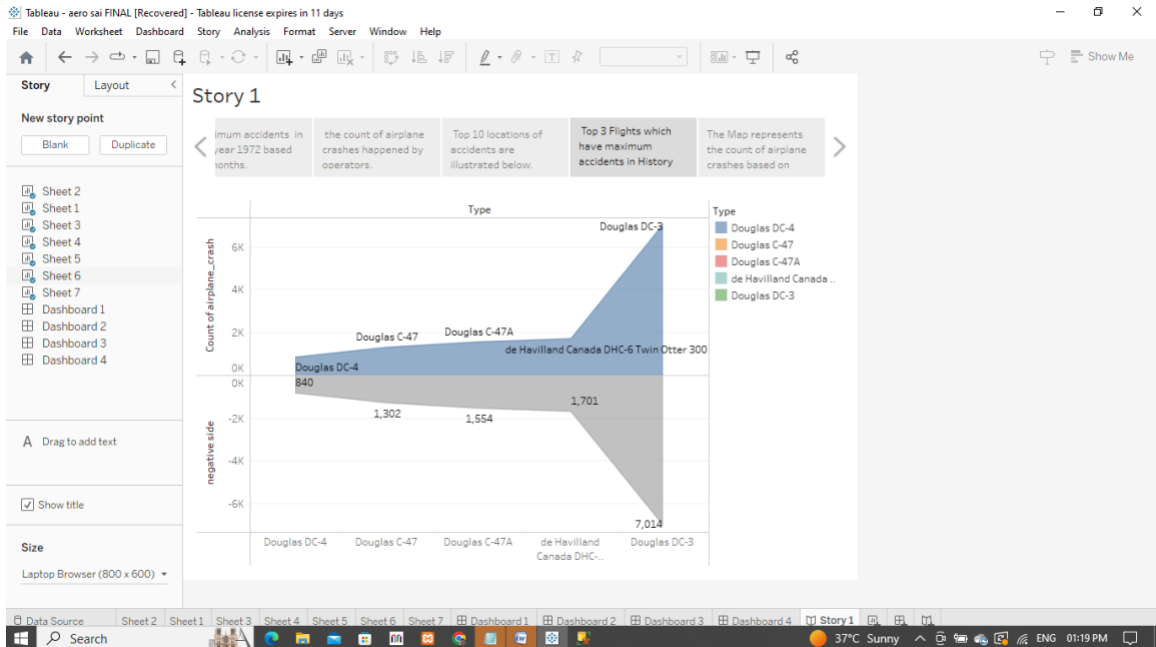 Tableau - aero sai FINAL [Recovered] - Tableau license expires in 11 days
File Data Worksheet Dashboard Story Analysis Format Server Window Help
Show Me
Story Layout
New story point
Blank Duplicate
Sheet 2
Sheet 1
Sheet 3
Sheet 4
Sheet 5
Sheet 6
Sheet 7
Dashboard 1
Dashboard 2
Dashboard 3
Dashboard 4
A Drag to add text
Show title
Size
Laptop Browser (800 x 600)
Story 1
imum accidents in
year 1972 based
the count of airplane
crashes happened by
operators.
Top 10 locations of
accidents are
illustrated below.
Top 3 Flights which
have maximum
accidents in History
The Map represents
the count of airplane
crashes based on
Type
Count of airplane_crash
6K
4K
2K
0K
Douglas DC-4
Douglas C-47
Douglas C-47A
de Havilland Canada DHC-6 Twin Otter 300
Douglas DC-3
negative side
0K
-2K
-4K
-6K
840
1,302
1,554
1,701
7,014
Douglas DC-4
Douglas C-47
Douglas C-47A
de Havilland
Canada DHC-..
Douglas DC-3
Type
Douglas DC-4
Douglas C-47
Douglas C-47A
de Havilland Canada ..
Douglas DC-3
Data Source Sheet 2 Sheet 1 Sheet 3 Sheet 4 Sheet 5 Sheet 6 Sheet 7 Dashboard 1 Dashboard 2 Dashboard 3 Dashboard 4 Story 1
Search
37°C Sunny ENG 01:19 PM